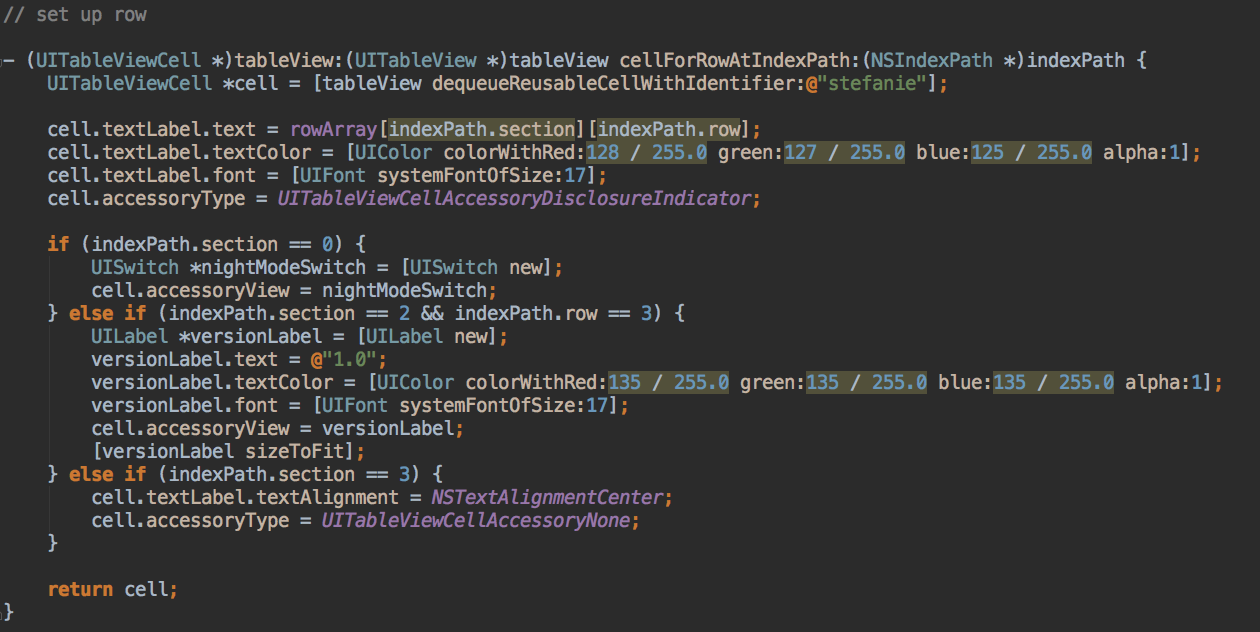 // set up row
- (UITableViewCell *)tableView:(UITableView *)tableView cellForRowAtIndexPath:(NSIndexPath *)indexPath {
UITableViewCell *cell = [tableView dequeueReusableCellWithIdentifier:@"stefanie"];
cell.textLabel.text = rowArray[indexPath.section][indexPath.row];
cell.textLabel.textColor = [UIColor colorWithRed:128 / 255.0 green:127 / 255.0 blue:125 / 255.0 alpha:1];
cell.textLabel.font = [UIFont systemFontOfSize:17];
cell.accessoryType = UITableViewCellAccessoryDisclosureIndicator;
if (indexPath.section == 0) {
UISwitch *nightModeSwitch = [UISwitch new];
cell.accessoryView = nightModeSwitch;
} else if (indexPath.section == 2 && indexPath.row == 3) {
UILabel *versionLabel = [UILabel new];
versionLabel.text = @"1.0";
versionLabel.textColor = [UIColor colorWithRed:135 / 255.0 green:135 / 255.0 blue:135 / 255.0 alpha:1];
versionLabel.font = [UIFont systemFontOfSize:17];
cell.accessoryView = versionLabel;
[versionLabel sizeToFit];
} else if (indexPath.section == 3) {
cell.textLabel.textAlignment = NSTextAlignmentCenter;
cell.accessoryType = UITableViewCellAccessoryNone;
}
return cell;
}